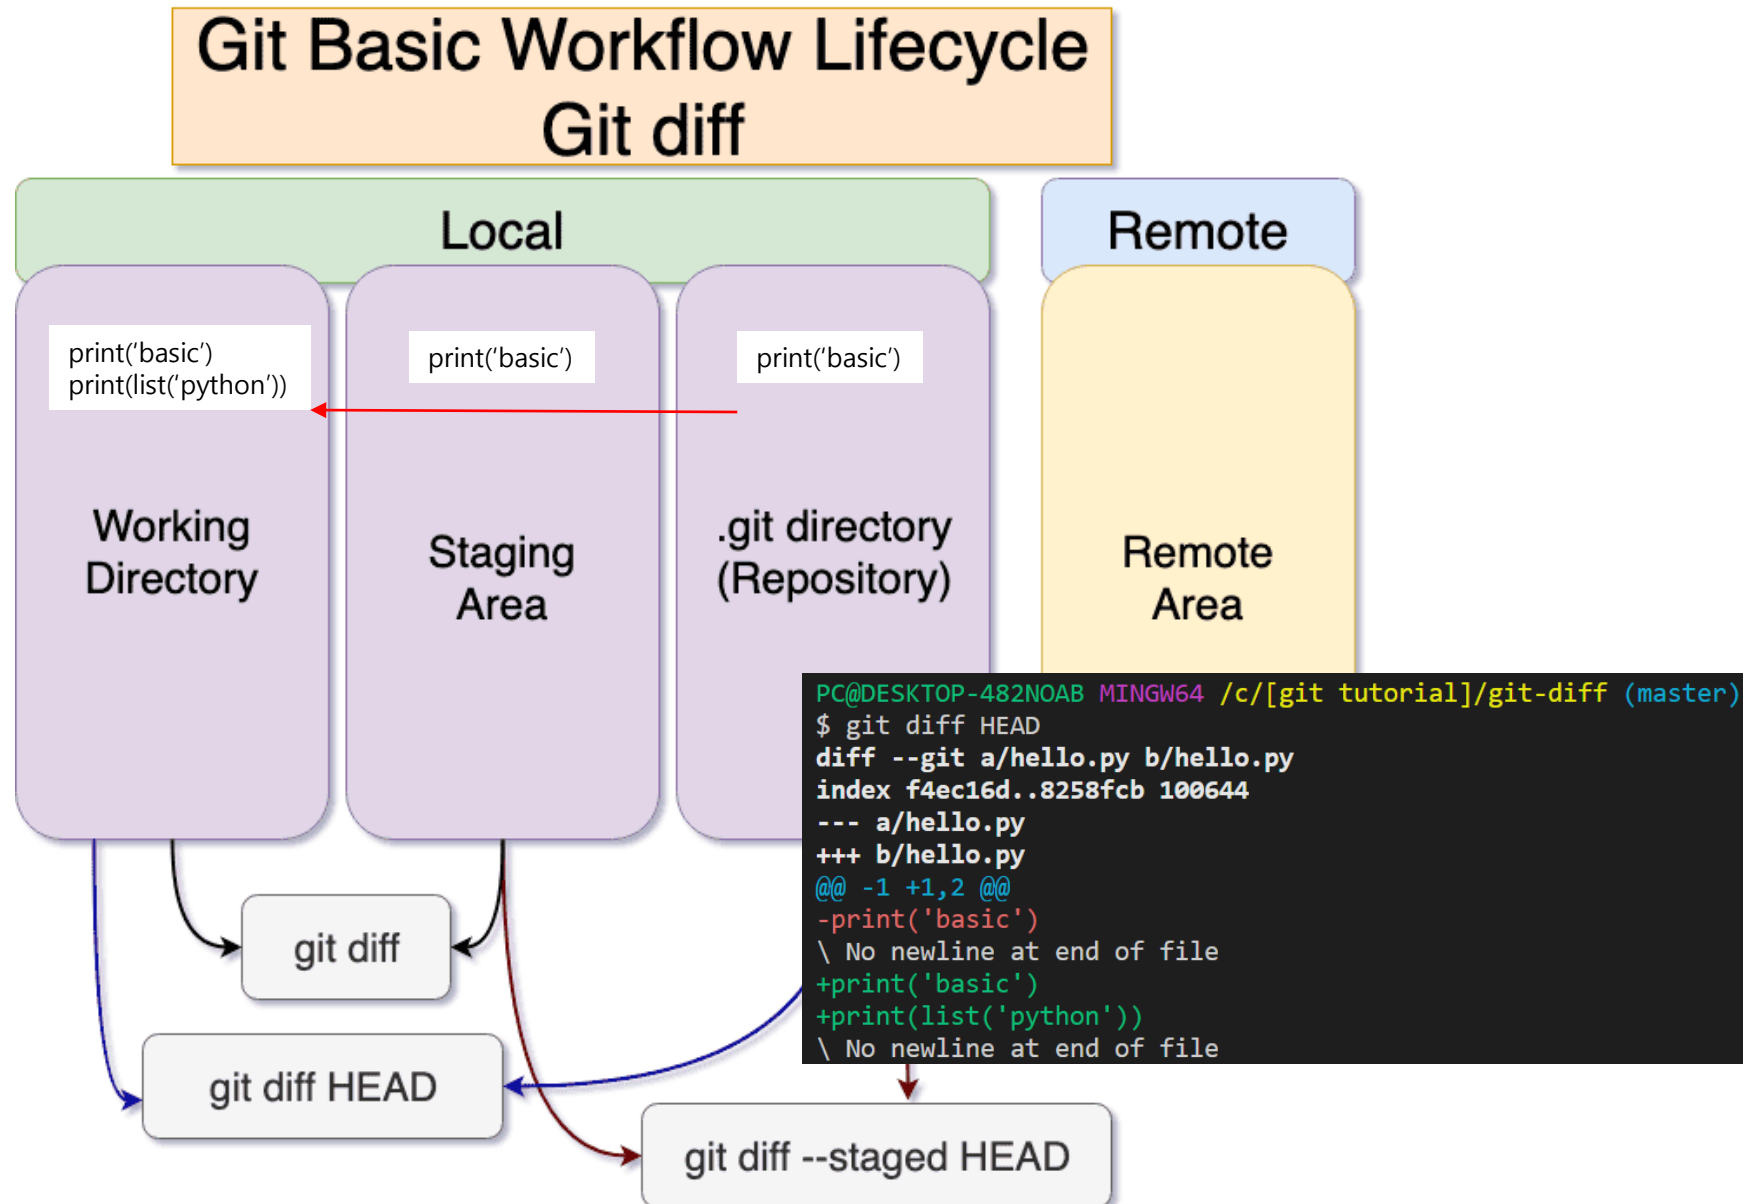 Git Basic Workflow Lifecycle
Git diff
Local
Remote
print('basic')
print(list('python'))
print('basic')
print('basic')
Working
Directory
Staging
Area
.git directory
(Repository)
Remote
Area
PC@DESKTOP-482NOAB MINGW64 /c/[git tutorial]/git-diff (master)
$ git diff HEAD
diff --git a/hello.py b/hello.py
index f4ec16d..8258fcb 100644
--- a/hello.py
+++ b/hello.py
@@ -1 +1,2 @@
-print('basic')
\ No newline at end of file
+print('basic')
+print(list('python'))
\ No newline at end of file
git diff
git diff HEAD
git diff --staged HEAD